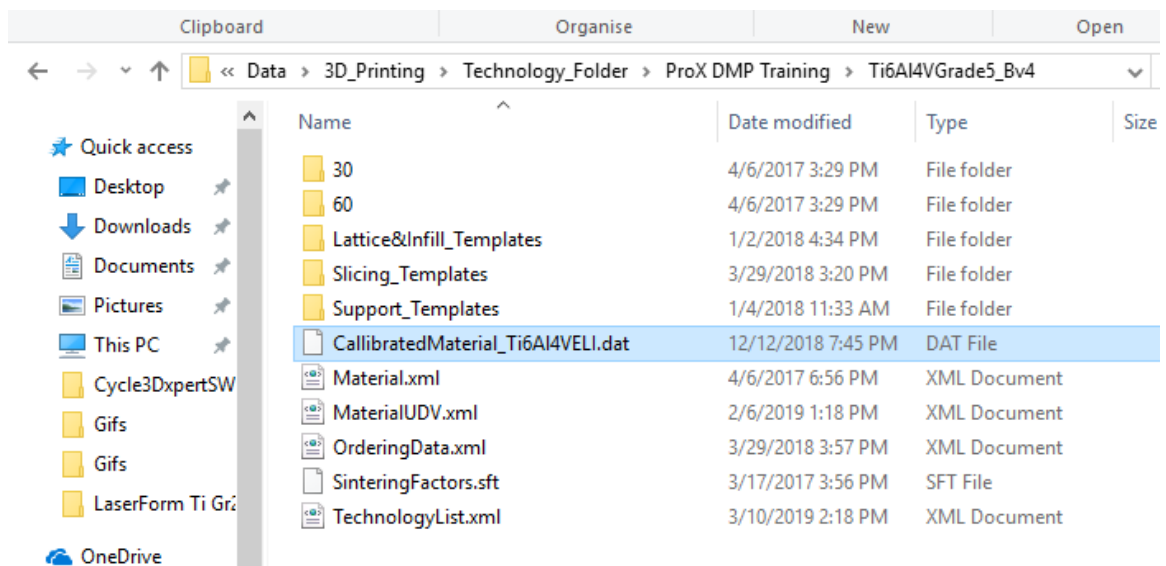 Clipboard Organise New Open
« Data > 3D_Printing > Technology_Folder > ProX DMP Training > Ti6Al4VGrade5_Bv4
Name Date modified Type Size
Quick access
Desktop
Downloads
Documents
Pictures
This PC
Cycle3DxpertSW
Gifs
Gifs
LaserForm Ti Gr2
OneDrive
30 4/6/2017 3:29 PM File folder
60 4/6/2017 3:29 PM File folder
Lattice&Infill_Templates 1/2/2018 4:34 PM File folder
Slicing_Templates 3/29/2018 3:20 PM File folder
Support_Templates 1/4/2018 11:33 AM File folder
CallibratedMaterial_Ti6Al4VELI.dat 12/12/2018 7:45 PM DAT File
Material.xml 4/6/2017 6:56 PM XML Document
MaterialUDV.xml 2/6/2019 1:18 PM XML Document
OrderingData.xml 3/29/2018 3:57 PM XML Document
SinteringFactors.sft 3/17/2017 3:56 PM SFT File
TechnologyList.xml 3/10/2019 2:18 PM XML Document